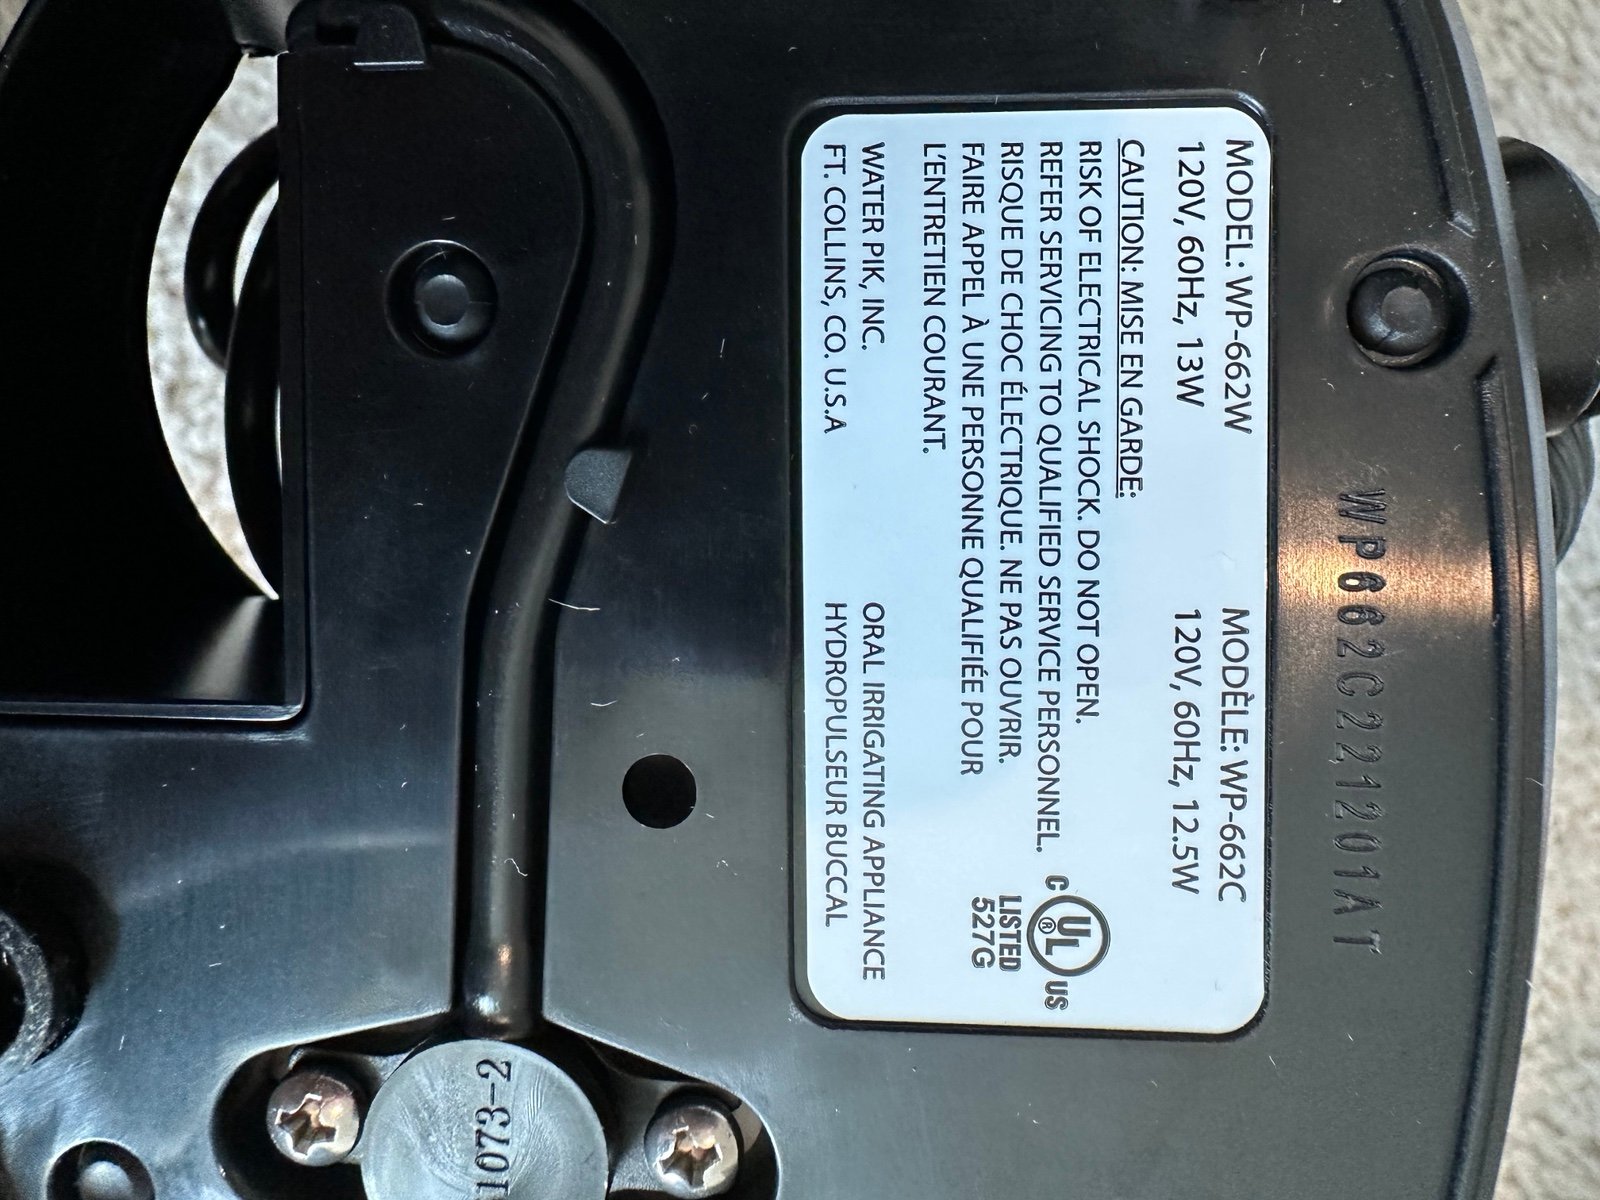 WP662C221201AT
MODEL: WP-662W
120V, 60Hz, 13W
MODÈLE: WP-662C
120V, 60Hz, 12.5W
CAUTION: MISE EN GARDE:
RISK OF ELECTRICAL SHOCK. DO NOT OPEN.
REFER SERVICING TO QUALIFIED SERVICE PERSONNEL.
RISQUE DE CHOC ÉLECTRIQUE. NE PAS OUVRIR.
FAIRE APPEL À UNE PERSONNE QUALIFIÉE POUR
L'ENTRETIEN COURANT.
C UL ® US
LISTED
527G
WATER PIK, INC.
FT. COLLINS, CO. U.S.A
ORAL IRRIGATING APPLIANCE
HYDROPULSEUR BUCCAL